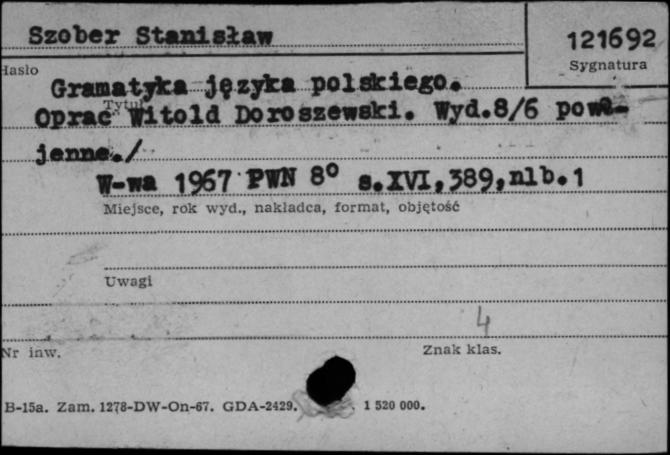 Szober Stanisław
121692
Hasło
Sygnatura
Gramatyka języka polskiego.
Tytuł
Oprac Witold Doroszewski. Wyd.8/6 powo-
jenne./
W-wa 1967 PWN 8° s.XVI,389,nlb.1
Miejsce, rok wyd., nakładca, format, objętość
Uwagi
4
Nr inw.
Znak klas.
B-15a. Zam. 1278-DW-On-67. GDA-2429. 1 520 000.